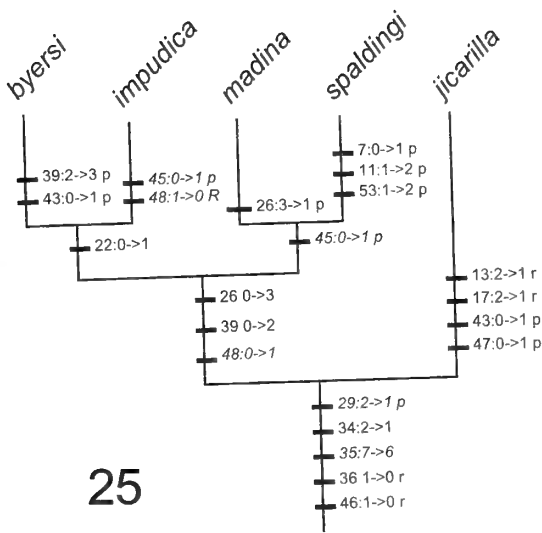 byersi
impudica
madina
spaldingi
jicarilla
39:2->3 p
43:0->1 p
45:0->1 p
48:1->0 R
26:3->1 p
7:0->1 p
11:1->2 p
53:1->2 p
22:0->1
45:0->1 p
26 0->3
39 0->2
48:0->1
13:2->1 r
17:2->1 r
43:0->1 p
47:0->1 p
29:2->1 p
34:2->1
35:7->6
36 1->0 r
46:1->0 r
25